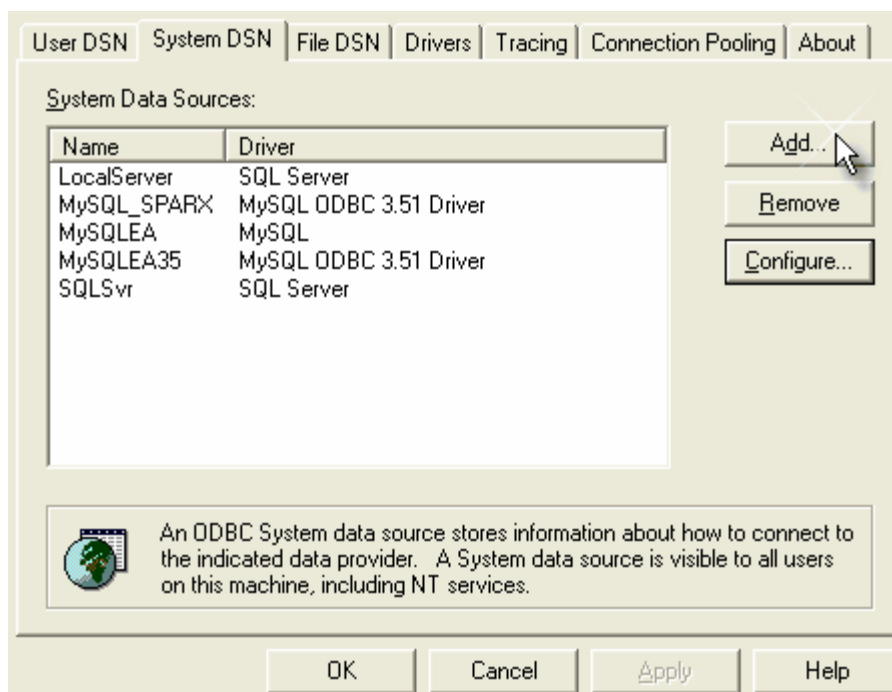 User DSN System DSN File DSN Drivers Tracing Connection Pooling About
System Data Sources:
Name Driver
LocalServer SQL Server
MySQL_SPARX MySQL ODBC 3.51 Driver
MySQLEA MySQL
MySQLEA35 MySQL ODBC 3.51 Driver
SQLSvr SQL Server
Add...
Remove
Configure...
An ODBC System data source stores information about how to connect to
the indicated data provider. A System data source is visible to all users
on this machine, including NT services.
OK Cancel Apply Help